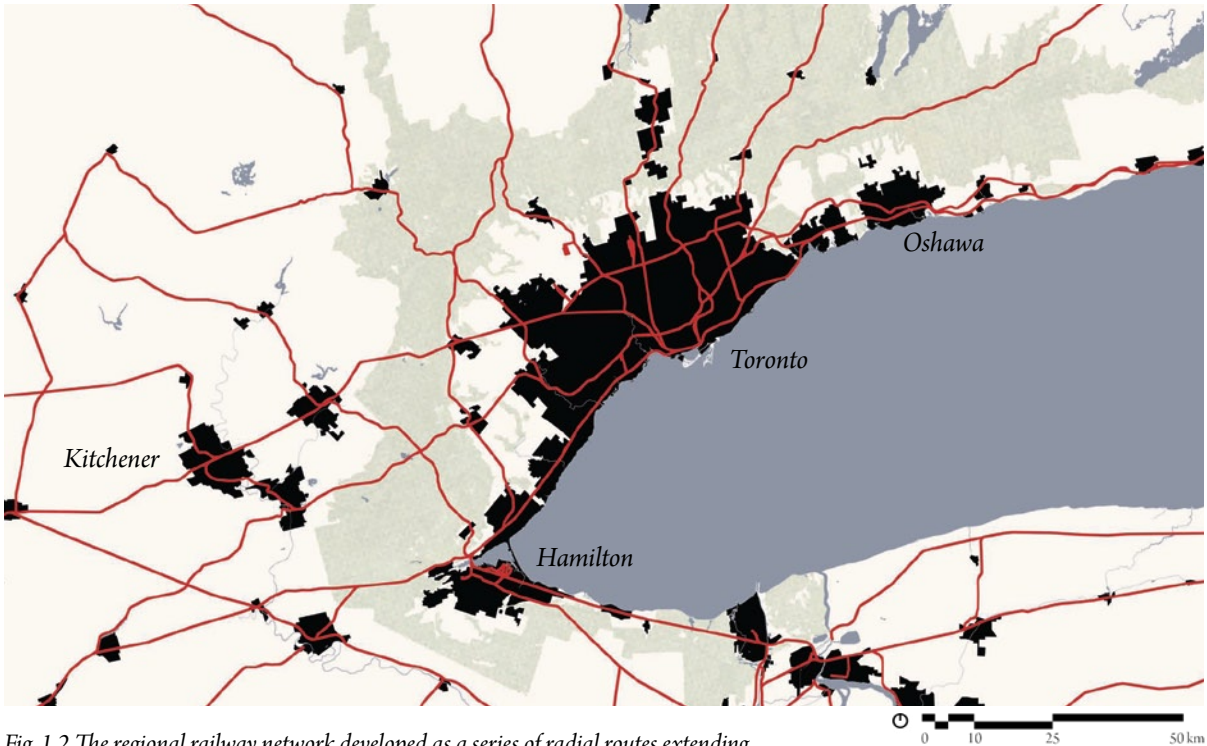 Oshawa
Toronto
Kitchener
Hamilton
Fig. 1.2 The regional railway network developed as a series of radial routes extending
0 10 25 50 km